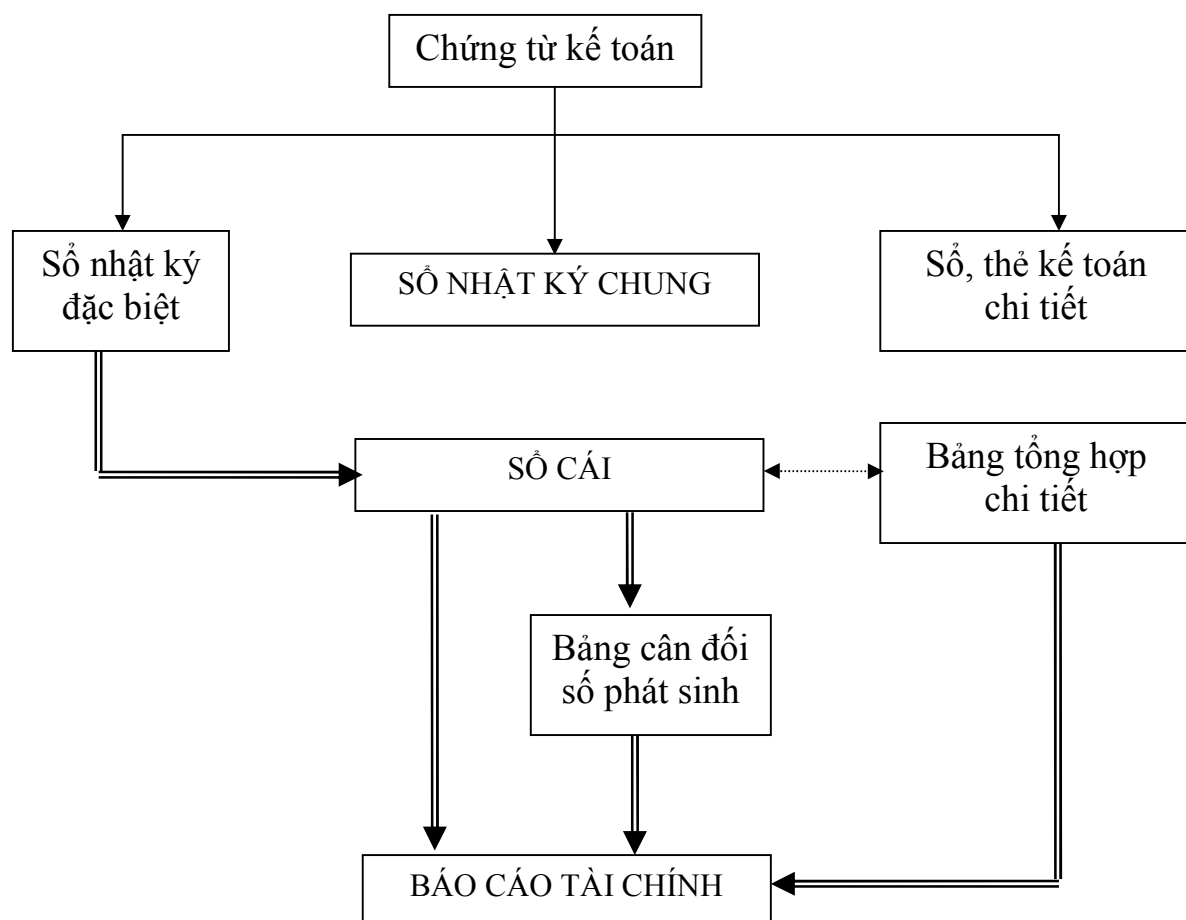 Chứng từ kế toán
Sổ nhật ký
đặc biệt
SỔ NHẬT KÝ CHUNG
Sổ, thẻ kế toán
chi tiết
SỔ CÁI
Bảng tổng hợp
chi tiết
Bảng cân đối
số phát sinh
BÁO CÁO TÀI CHÍNH